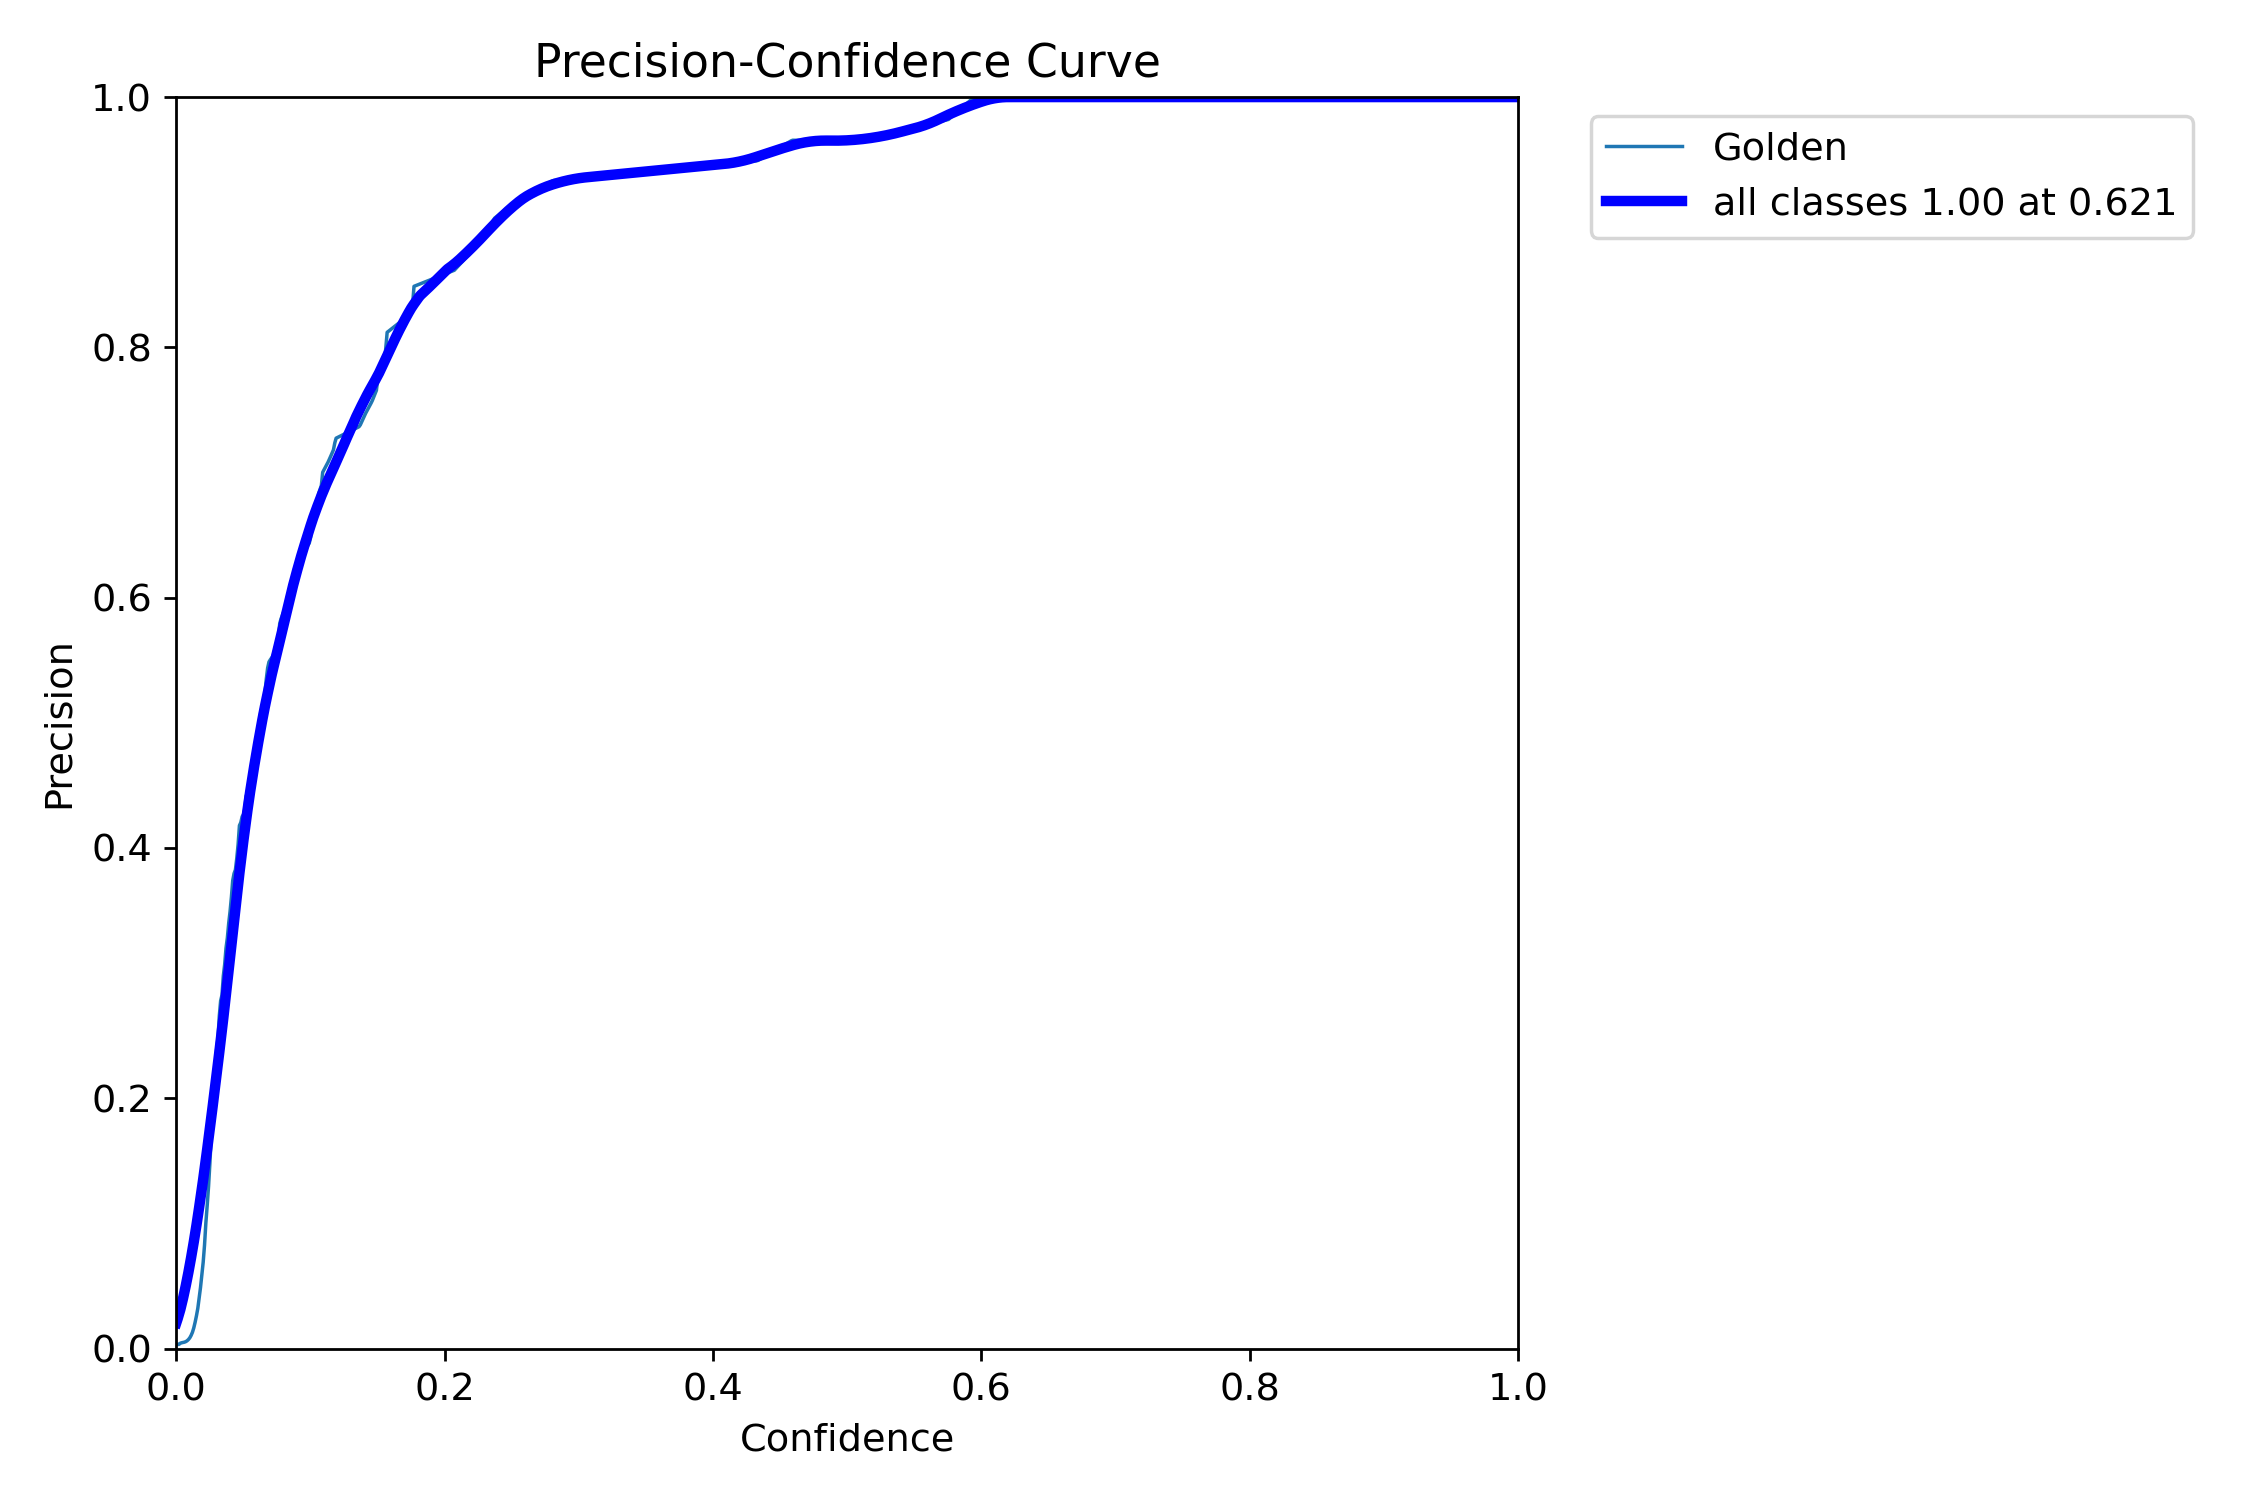 Precision-Confidence Curve
1.0
0.8
0.6
0.4
0.2
0.0
Precision
0.0 0.2 0.4 0.6 0.8 1.0
Confidence
Golden
all classes 1.00 at 0.621